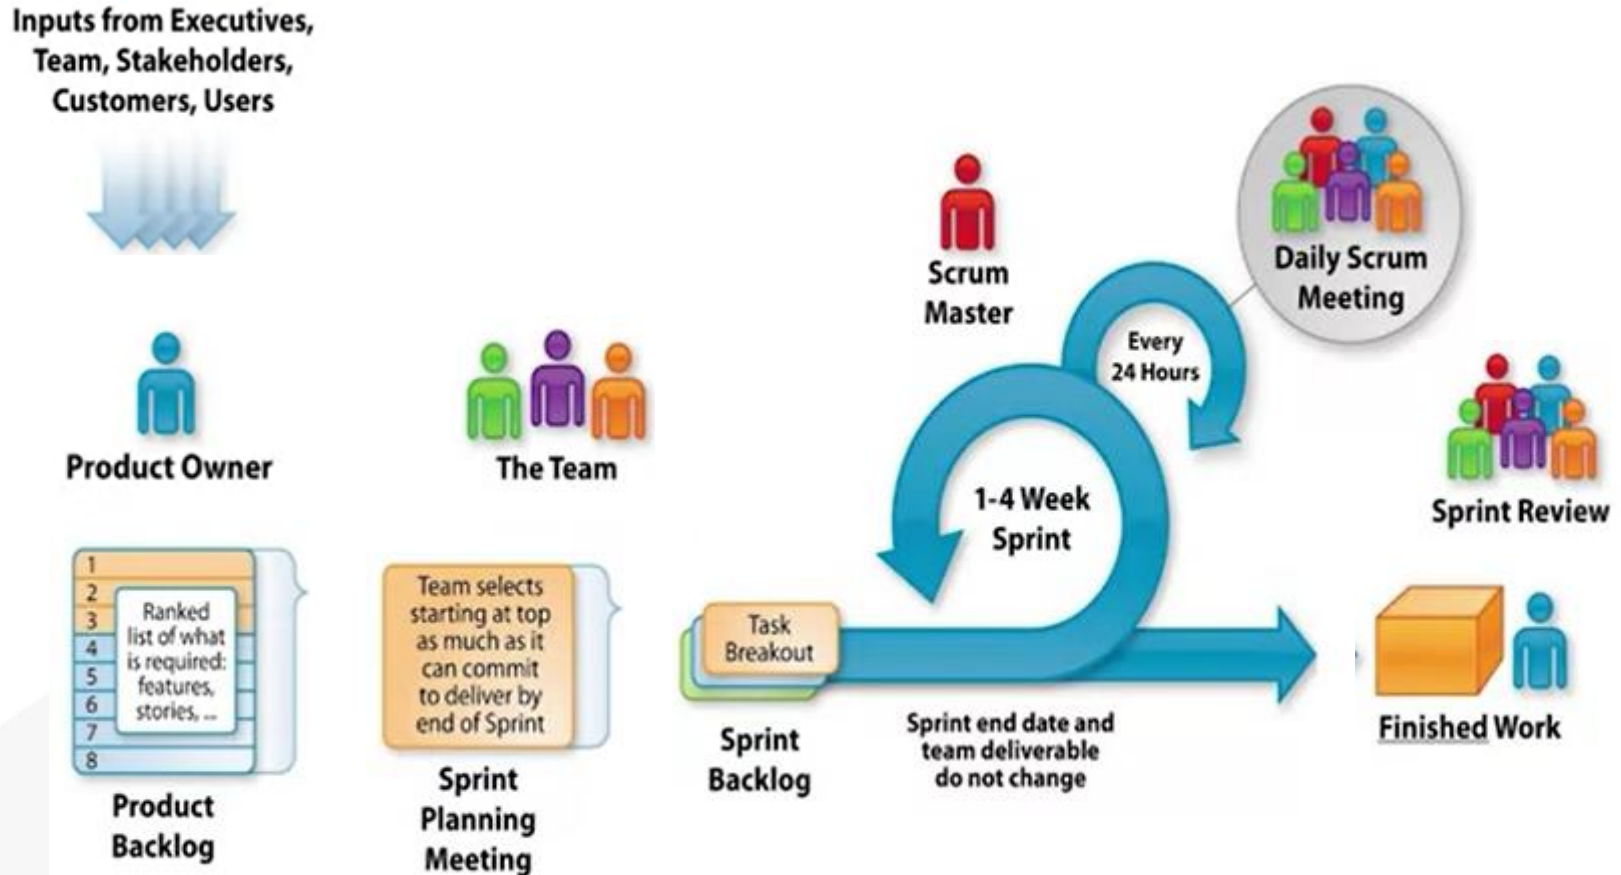 Inputs from Executives,
Team, Stakeholders,
Customers, Users
Product Owner
The Team
Scrum
Master
Every
24 Hours
Daily Scrum
Meeting
1-4 Week
Sprint
Sprint Review
1
2
3
4
5
6
7
8
Ranked
list of what
is required:
features,
stories, ...
Product
Backlog
Team selects
starting at top
as much as it
can commit
to deliver by
end of Sprint
Sprint
Planning
Meeting
Task
Breakout
Sprint
Backlog
Sprint end date and
team deliverable
do not change
Finished Work